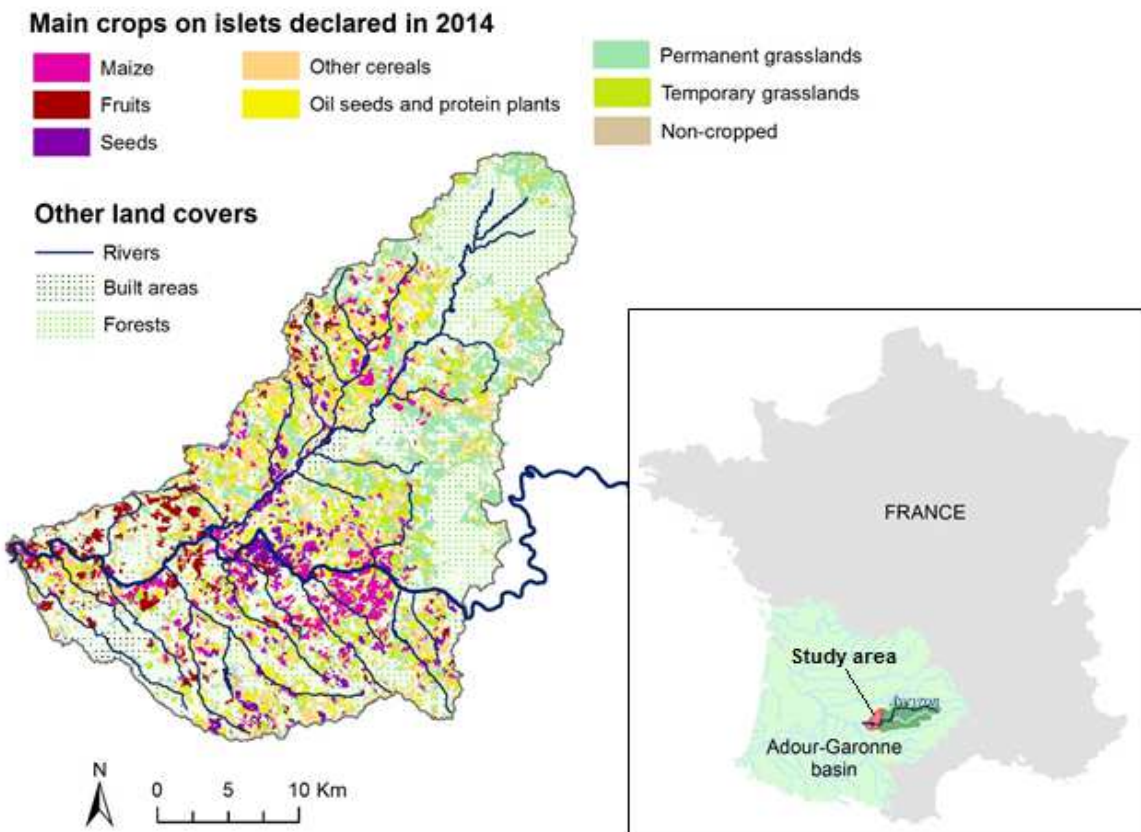 Main crops on islets declared in 2014
Maize
Fruits
Seeds
Other cereals
Oil seeds and protein plants
Permanent grasslands
Temporary grasslands
Non-cropped
Other land covers
Rivers
Built areas
Forests
FRANCE
Study area
Adour-Garonne
basin
N
0 5 10 Km